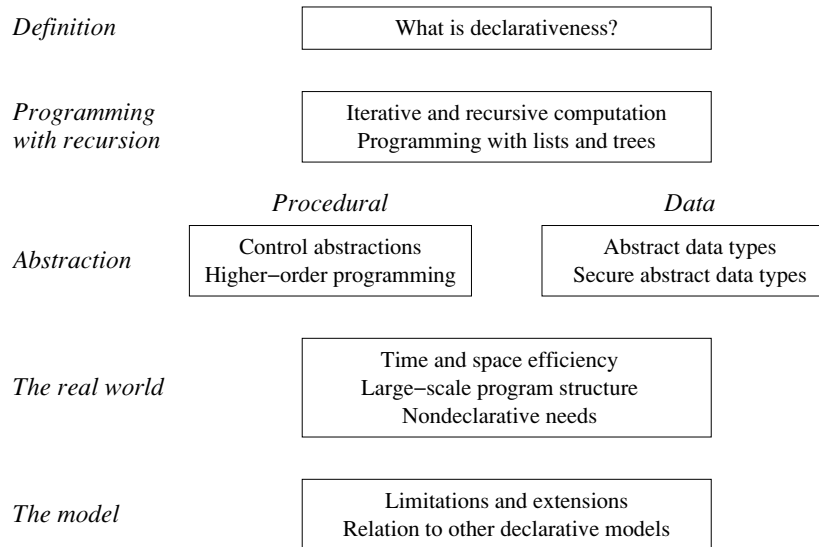 Definition
What is declarativeness?
Programming
with recursion
Iterative and recursive computation
Programming with lists and trees
Procedural
Data
Abstraction
Control abstractions
Higher−order programming
Abstract data types
Secure abstract data types
The real world
Time and space efficiency
Large−scale program structure
Nondeclarative needs
The model
Limitations and extensions
Relation to other declarative models